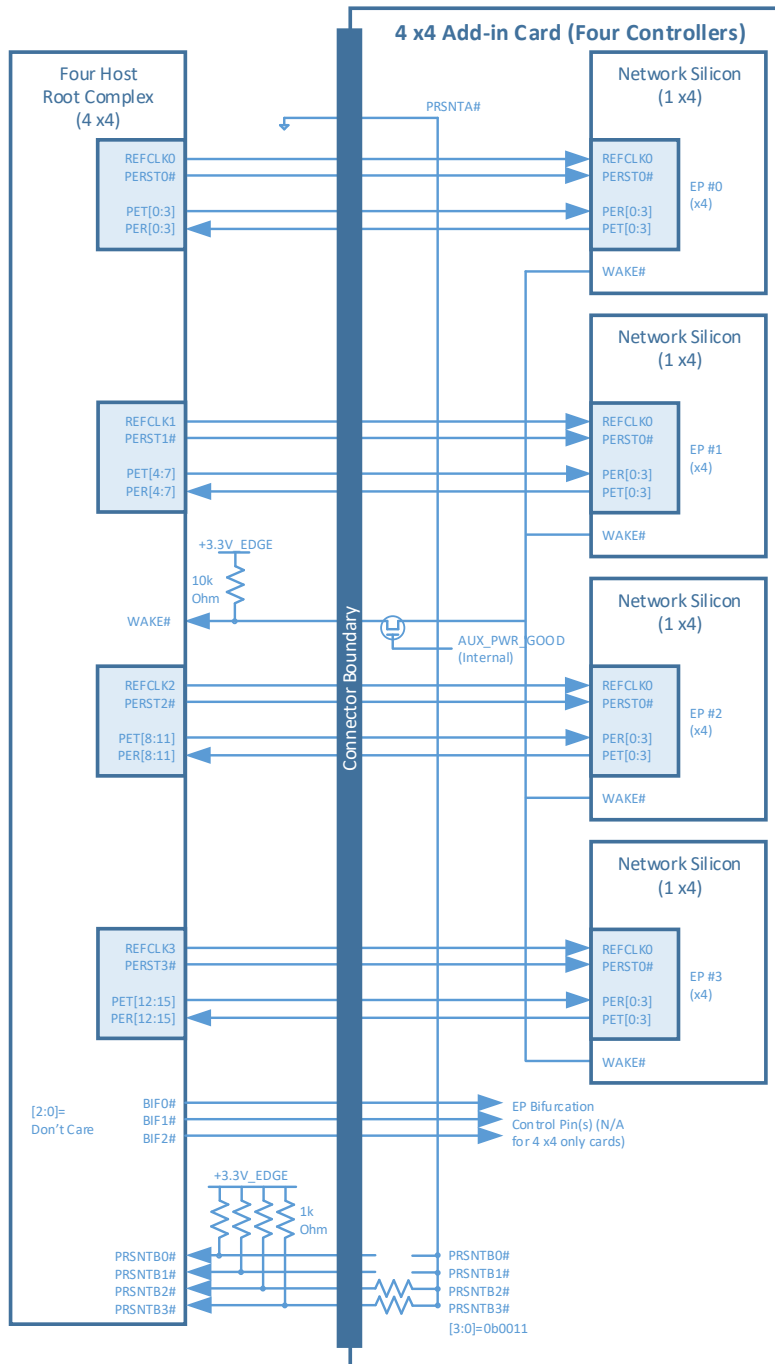 4 x4 Add-in Card (Four Controllers)
Four Host
Root Complex
(4 x4)
Network Silicon
(1 x4)
PRSNTA#
REFCLK0
PERST0#
PET[0:3]
PER[0:3]
REFCLK0
PERST0#
PER[0:3]
PET[0:3]
EP #0
(x4)
WAKE#
Network Silicon
(1 x4)
REFCLK1
PERST1#
PET[4:7]
PER[4:7]
REFCLK0
PERST0#
PER[0:3]
PET[0:3]
EP #1
(x4)
WAKE#
+3.3V_EDGE
10k
Ohm
WAKE#
Connector Boundary
AUX_PWR_GOOD
(Internal)
Network Silicon
(1 x4)
REFCLK2
PERST2#
PET[8:11]
PER[8:11]
REFCLK0
PERST0#
PER[0:3]
PET[0:3]
EP #2
(x4)
WAKE#
Network Silicon
(1 x4)
REFCLK3
PERST3#
PET[12:15]
PER[12:15]
REFCLK0
PERST0#
PER[0:3]
PET[0:3]
EP #3
(x4)
WAKE#
[2:0]=
Don't Care
BIF0#
BIF1#
BIF2#
EP Bifurcation
Control Pin(s) (N/A
for 4 x4 only cards)
+3.3V_EDGE
1k
Ohm
PRSNTB0#
PRSNTB1#
PRSNTB2#
PRSNTB3#
PRSNTB0#
PRSNTB1#
PRSNTB2#
PRSNTB3#
[3:0]=0b0011